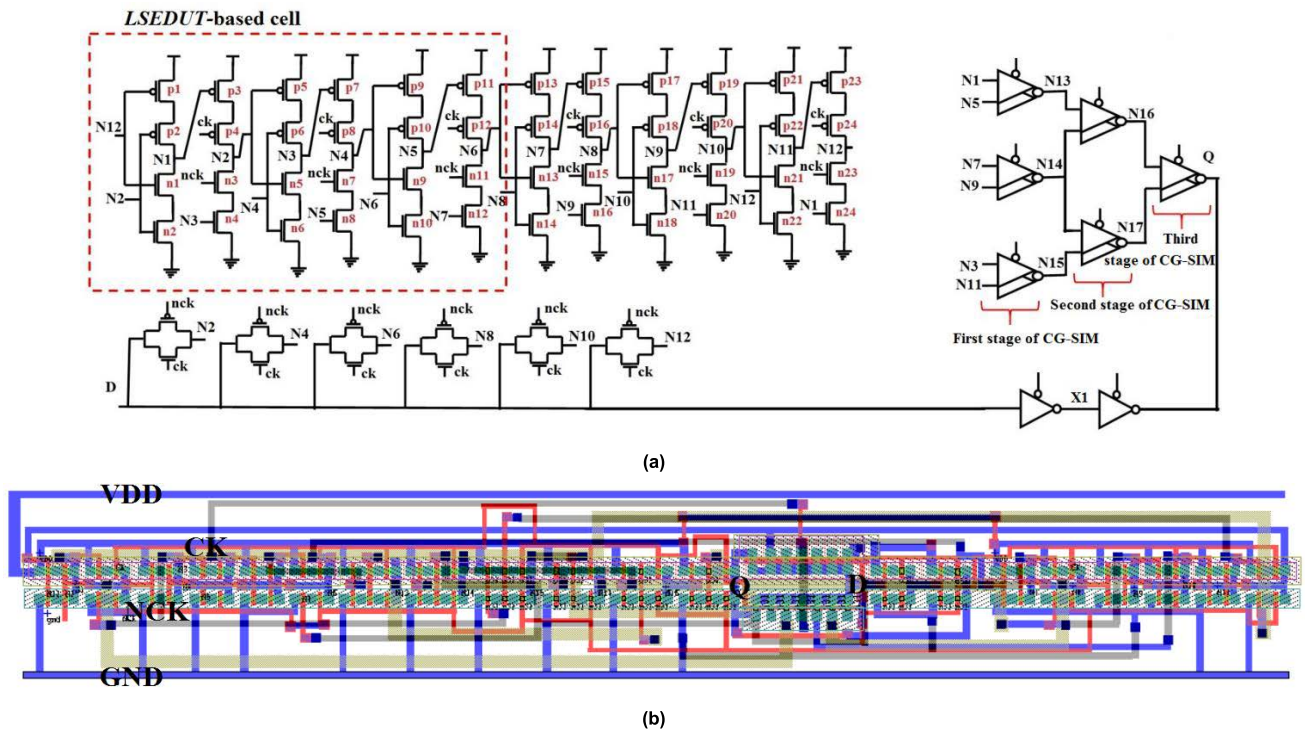 LSEDUT-based cell
p1 p3 p5 p7 p9 p11 p13 p15 p17 p19 p21 p23
N12 p2 ck p4 p6 ck p8 p10 ck p12 p14 ck p16 p18 ck p20 p22 ck p24
N1 N2 N3 N4 N5 N6 N7 N8 N9 N10 N11 N12
n1 nck n3 n5 nck n7 n9 nck n11 n13 nck n15 n17 nck n19 n21 nck n23
N2 n2 N3 n4 N4 n6 N5 n8 N6 n10 N7 n12 N8 n14 N9 n16 N10 n18 N11 n20 N12 n22 N1 n24
N1 N5 N13
N16
N7 N9 N14
Q
N3 N11 N15
N17
Third
stage of CG-SIM
Second stage of CG-SIM
First stage of CG-SIM
nck nck nck nck nck nck
N2 N4 N6 N8 N10 N12
ck ck ck ck ck ck
D
X1
(a)
VDD
CK
Q
D
NCK
GND
(b)